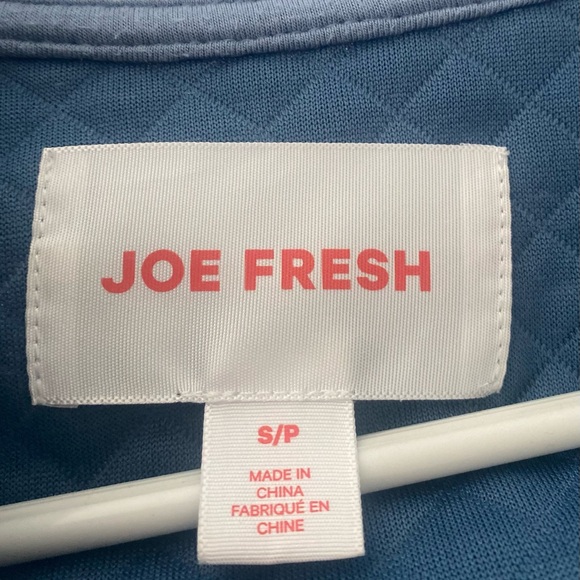 JOE FRESH
S/P
MADE IN
CHINA
FABRIQUÉ EN
CHINE